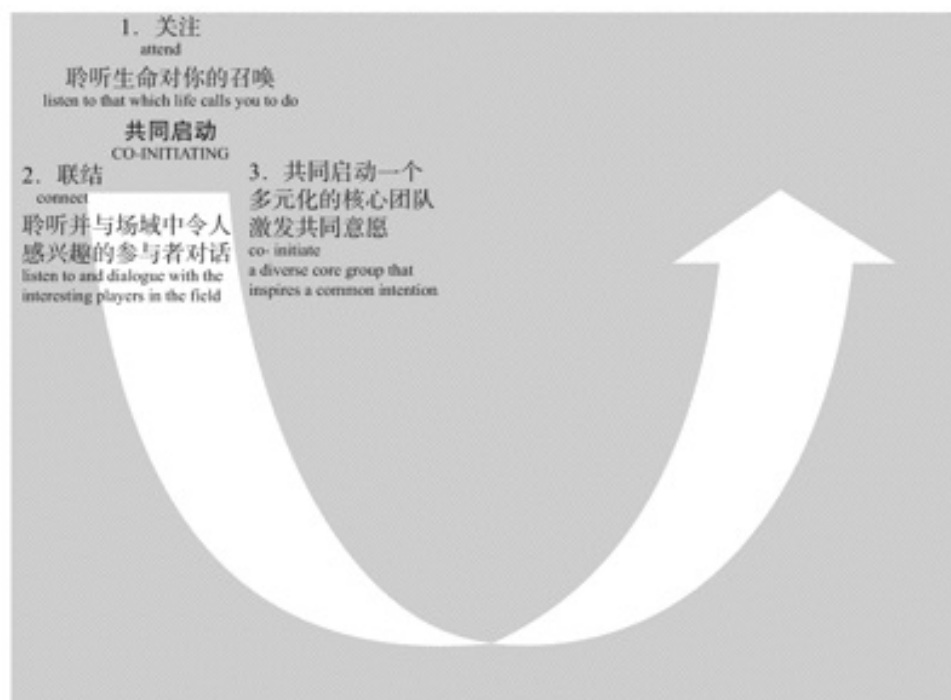 1. 关注
attend
聆听生命对你的召唤
listen to that which life calls you to do
共同启动
CO-INITIATING
2. 联结
connect
聆听并与场域中令人
感兴趣的参与者对话
listen to and dialogue with the
interesting players in the field
3. 共同启动一个
多元化的核心团队
激发共同意愿
co- initiate
a diverse core group that
inspires a common intention